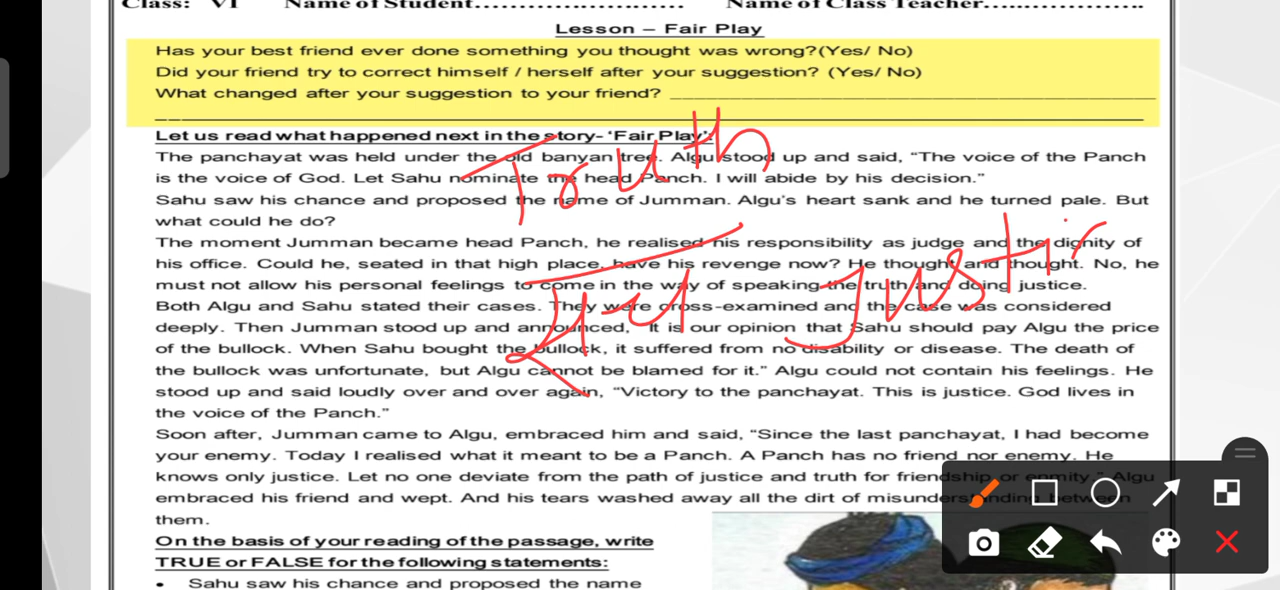 Class: VI Name of Student........................ Name of Class Teacher..................
Lesson – Fair Play
Has your best friend ever done something you thought was wrong?(Yes/ No)
Did your friend try to correct himself / herself after your suggestion? (Yes/ No)
What changed after your suggestion to your friend? ____________________
____________________
Let us read what happened next in the story- ‘Fair Play’:
The panchayat was held under the old banyan tree. Algu stood up and said, “The voice of the Panch
is the voice of God. Let Sahu nominate the head Panch. I will abide by his decision.”
Sahu saw his chance and proposed the name of Jumman. Algu’s heart sank and he turned pale. But
what could he do?
The moment Jumman became head Panch, he realised his responsibility as judge and the dignity of
his office. Could he, seated in that high place, have his revenge now? He thought and thought. No, he
must not allow his personal feelings to come in the way of speaking the truth and doing justice.
Both Algu and Sahu stated their cases. They were cross-examined and the case was considered
deeply. Then Jumman stood up and announced, “It is our opinion that Sahu should pay Algu the price
of the bullock. When Sahu bought the bullock, it suffered from no disability or disease. The death of
the bullock was unfortunate, but Algu cannot be blamed for it.” Algu could not contain his feelings. He
stood up and said loudly over and over again, “Victory to the panchayat. This is justice. God lives in
the voice of the Panch.”
Soon after, Jumman came to Algu, embraced him and said, “Since the last panchayat, I had become
your enemy. Today I realised what it meant to be a Panch. A Panch has no friend nor enemy. He
knows only justice. Let no one deviate from the path of justice and truth for friendship or enmity.” Algu
embraced his friend and wept. And his tears washed away all the dirt of misunderstanding between
them.
On the basis of your reading of the passage, write
TRUE or FALSE for the following statements:
• Sahu saw his chance and proposed the name
Truth
Justic